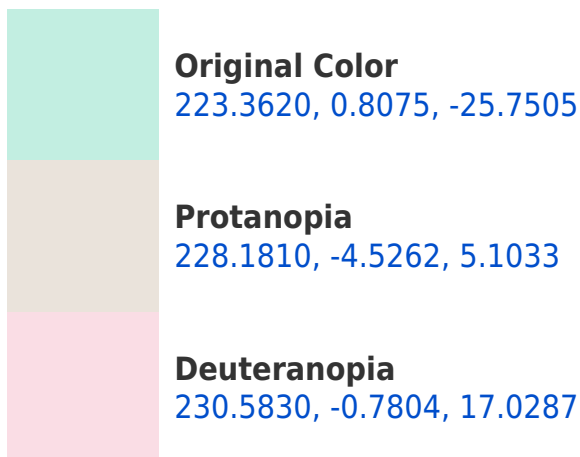 Original Color
223.3620, 0.8075, -25.7505
Protanopia
228.1810, -4.5262, 5.1033
Deuteranopia
230.5830, -0.7804, 17.0287